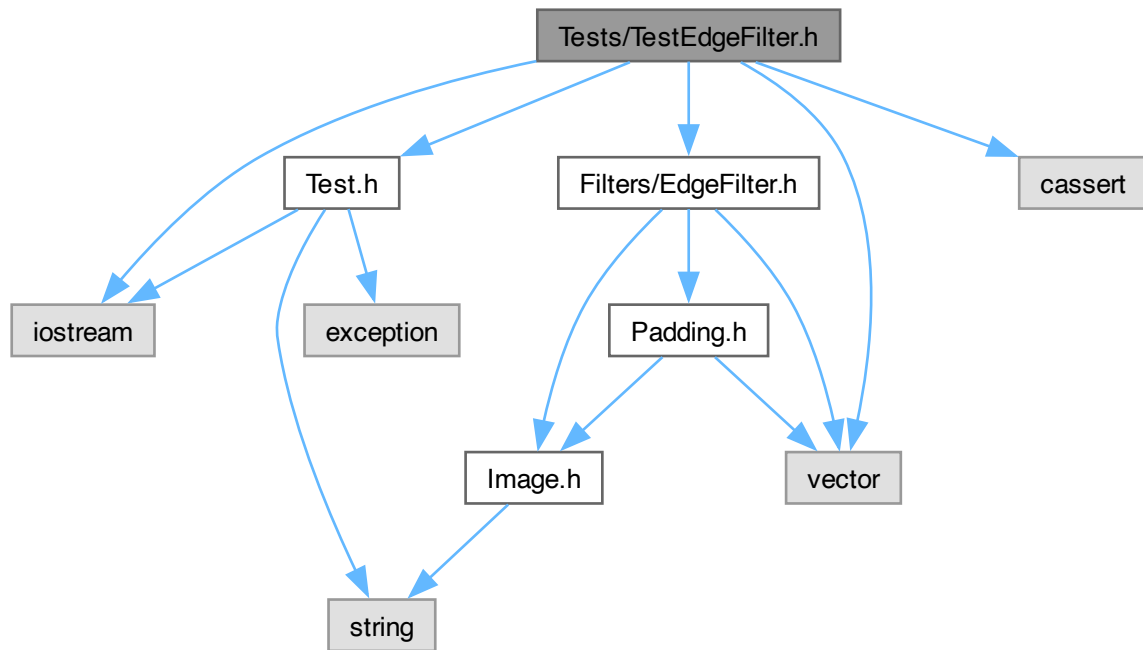 Tests/TestEdgeFilter.h
Test.h
Filters/EdgeFilter.h
cassert
iostream
exception
Padding.h
Image.h
vector
string